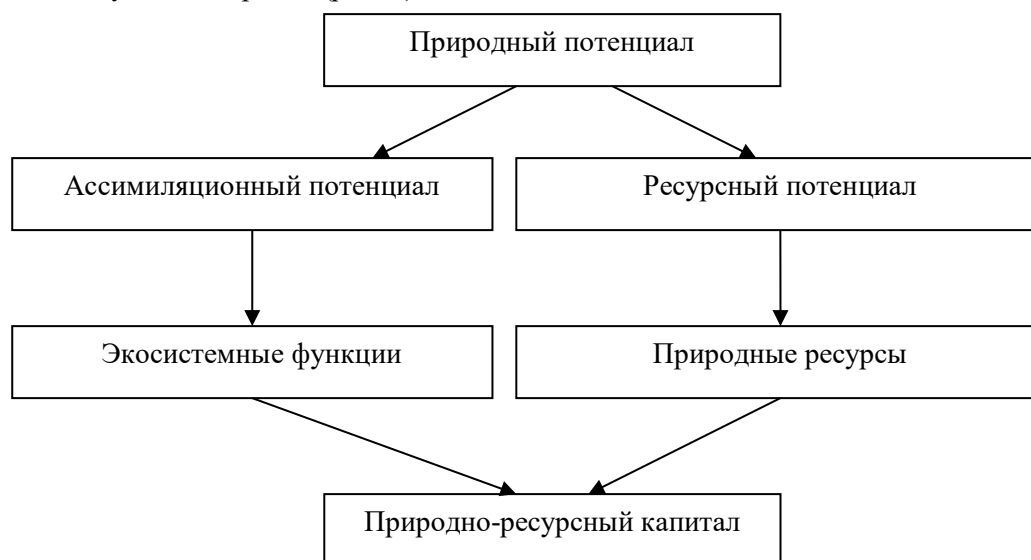 Природный потенциал
Ассимиляционный потенциал
Ресурсный потенциал
Экосистемные функции
Природные ресурсы
Природно-ресурсный капитал